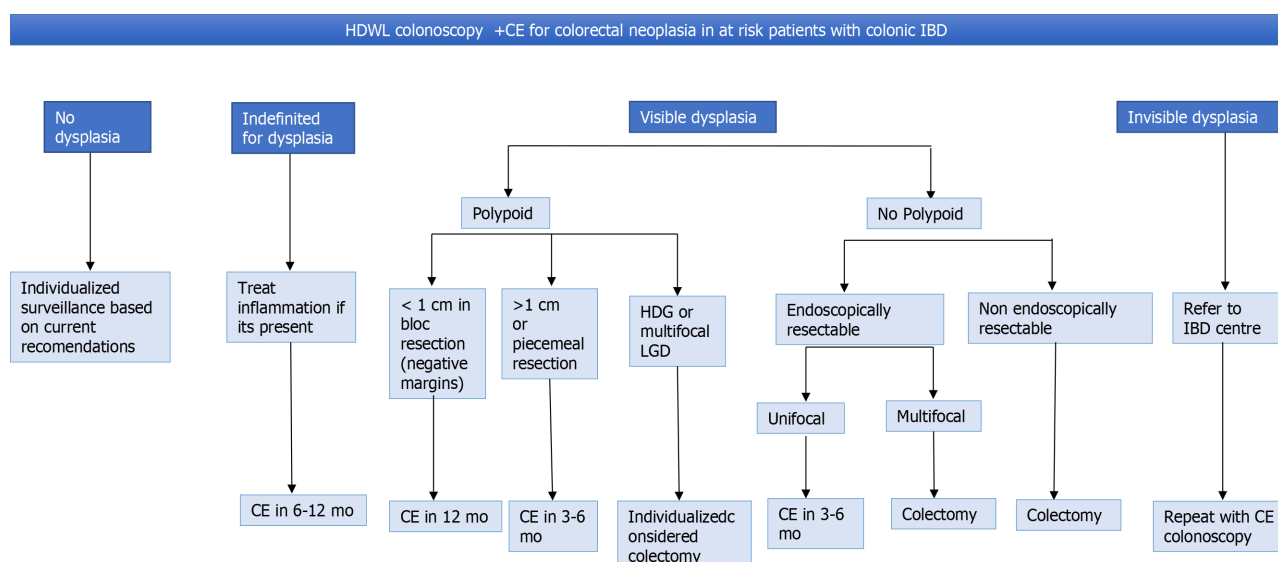 HDWL colonoscopy +CE for colorectal neoplasia in at risk patients with colonic IBD
No
dysplasia
Indefinited
for dysplasia
Visible dysplasia
Invisible dysplasia
Polypoid
No Polypoid
Individualized
surveillance based
on current
recomendations
Treat
inflammation if
its present
< 1 cm in
bloc
resection
(negative
margins)
>1 cm
or
piecemeal
resection
HDG or
multifocal
LGD
Endoscopically
resectable
Non endoscopically
resectable
Refer to
IBD centre
Unifocal
Multifocal
CE in 6-12 mo
CE in 12 mo
CE in 3-6
mo
Individualizedc
onsidered
colectomy
CE in 3-6
mo
Colectomy
Colectomy
Repeat with CE
colonoscopy